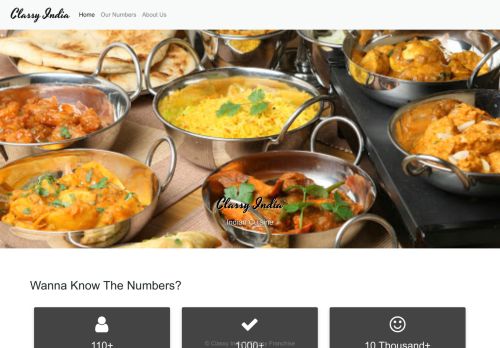 Classy India Home Our Numbers About Us
Classy India
Indian Cuisine
Wanna Know The Numbers?
110+ 1000+ 10 Thousand+
© Classy India Franchise